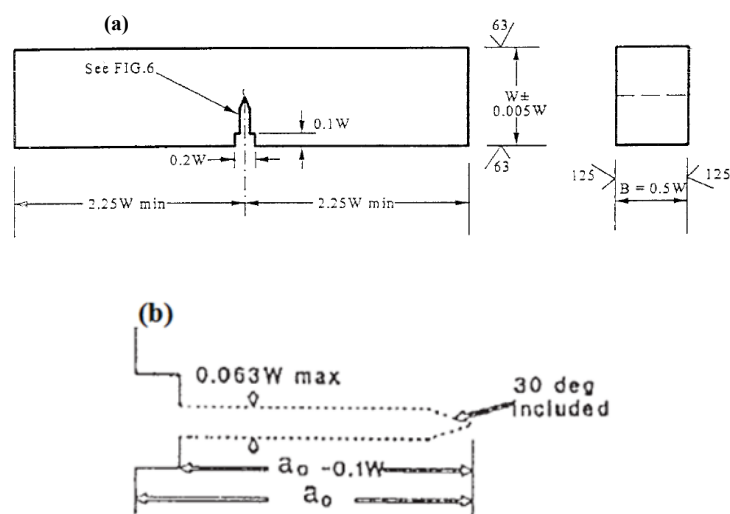 (a)
63
See FIG.6
W±
0.005W
0.1W
0.2W
63
125
125
B = 0.5W
2.25W min
2.25W min
(b)
0.063W max
30 deg
included
a₀ -0.1W
a₀